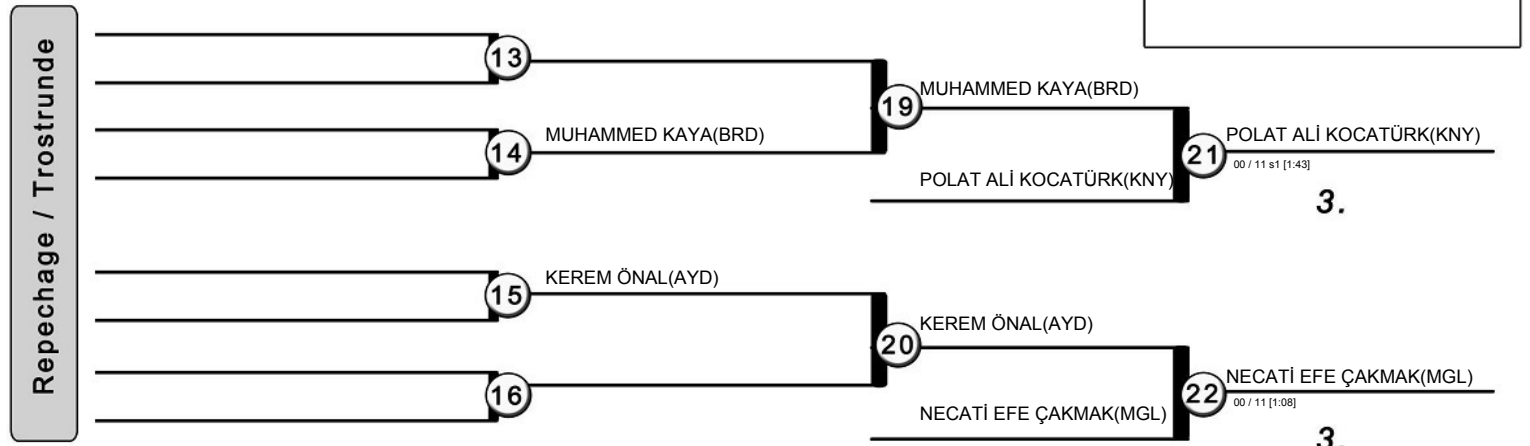 Repechage / Trostrunde
13
MUHAMMED KAYA(BRD)
19
MUHAMMED KAYA(BRD)
14
POLAT ALİ KOCATÜRK(KNY)
21
POLAT ALİ KOCATÜRK(KNY)
00 / 11 s1 [1:43]
3.
KEREM ÖNAL(AYD)
15
KEREM ÖNAL(AYD)
20
16
NECATİ EFE ÇAKMAK(MGL)
22
NECATİ EFE ÇAKMAK(MGL)
00 / 11 [1:08]
3.